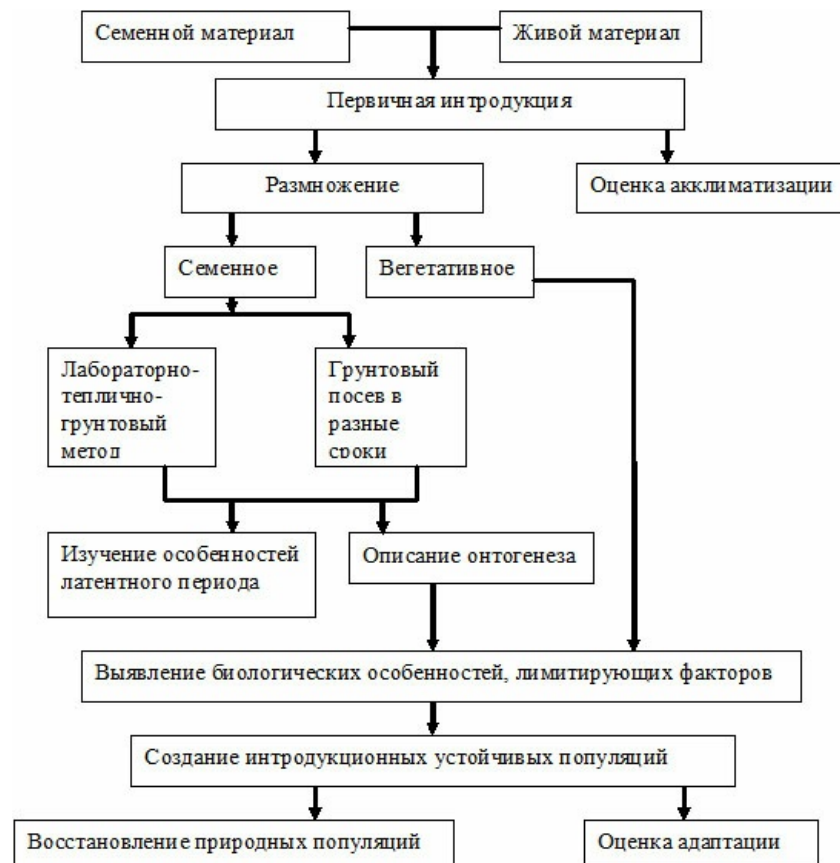 Семенной материал
Живой материал
Первичная интродукция
Размножение
Оценка акклиматизации
Семенное
Вегетативное
Лабораторно-
теплично-
грунтовый
метод
Грунтовый
посев в
разные
сроки
Изучение особенностей
латентного периода
Описание онтогенеза
Выявление биологических особенностей, лимитирующих факторов
Создание интродукционных устойчивых популяций
Восстановление природных популяций
Оценка адаптации